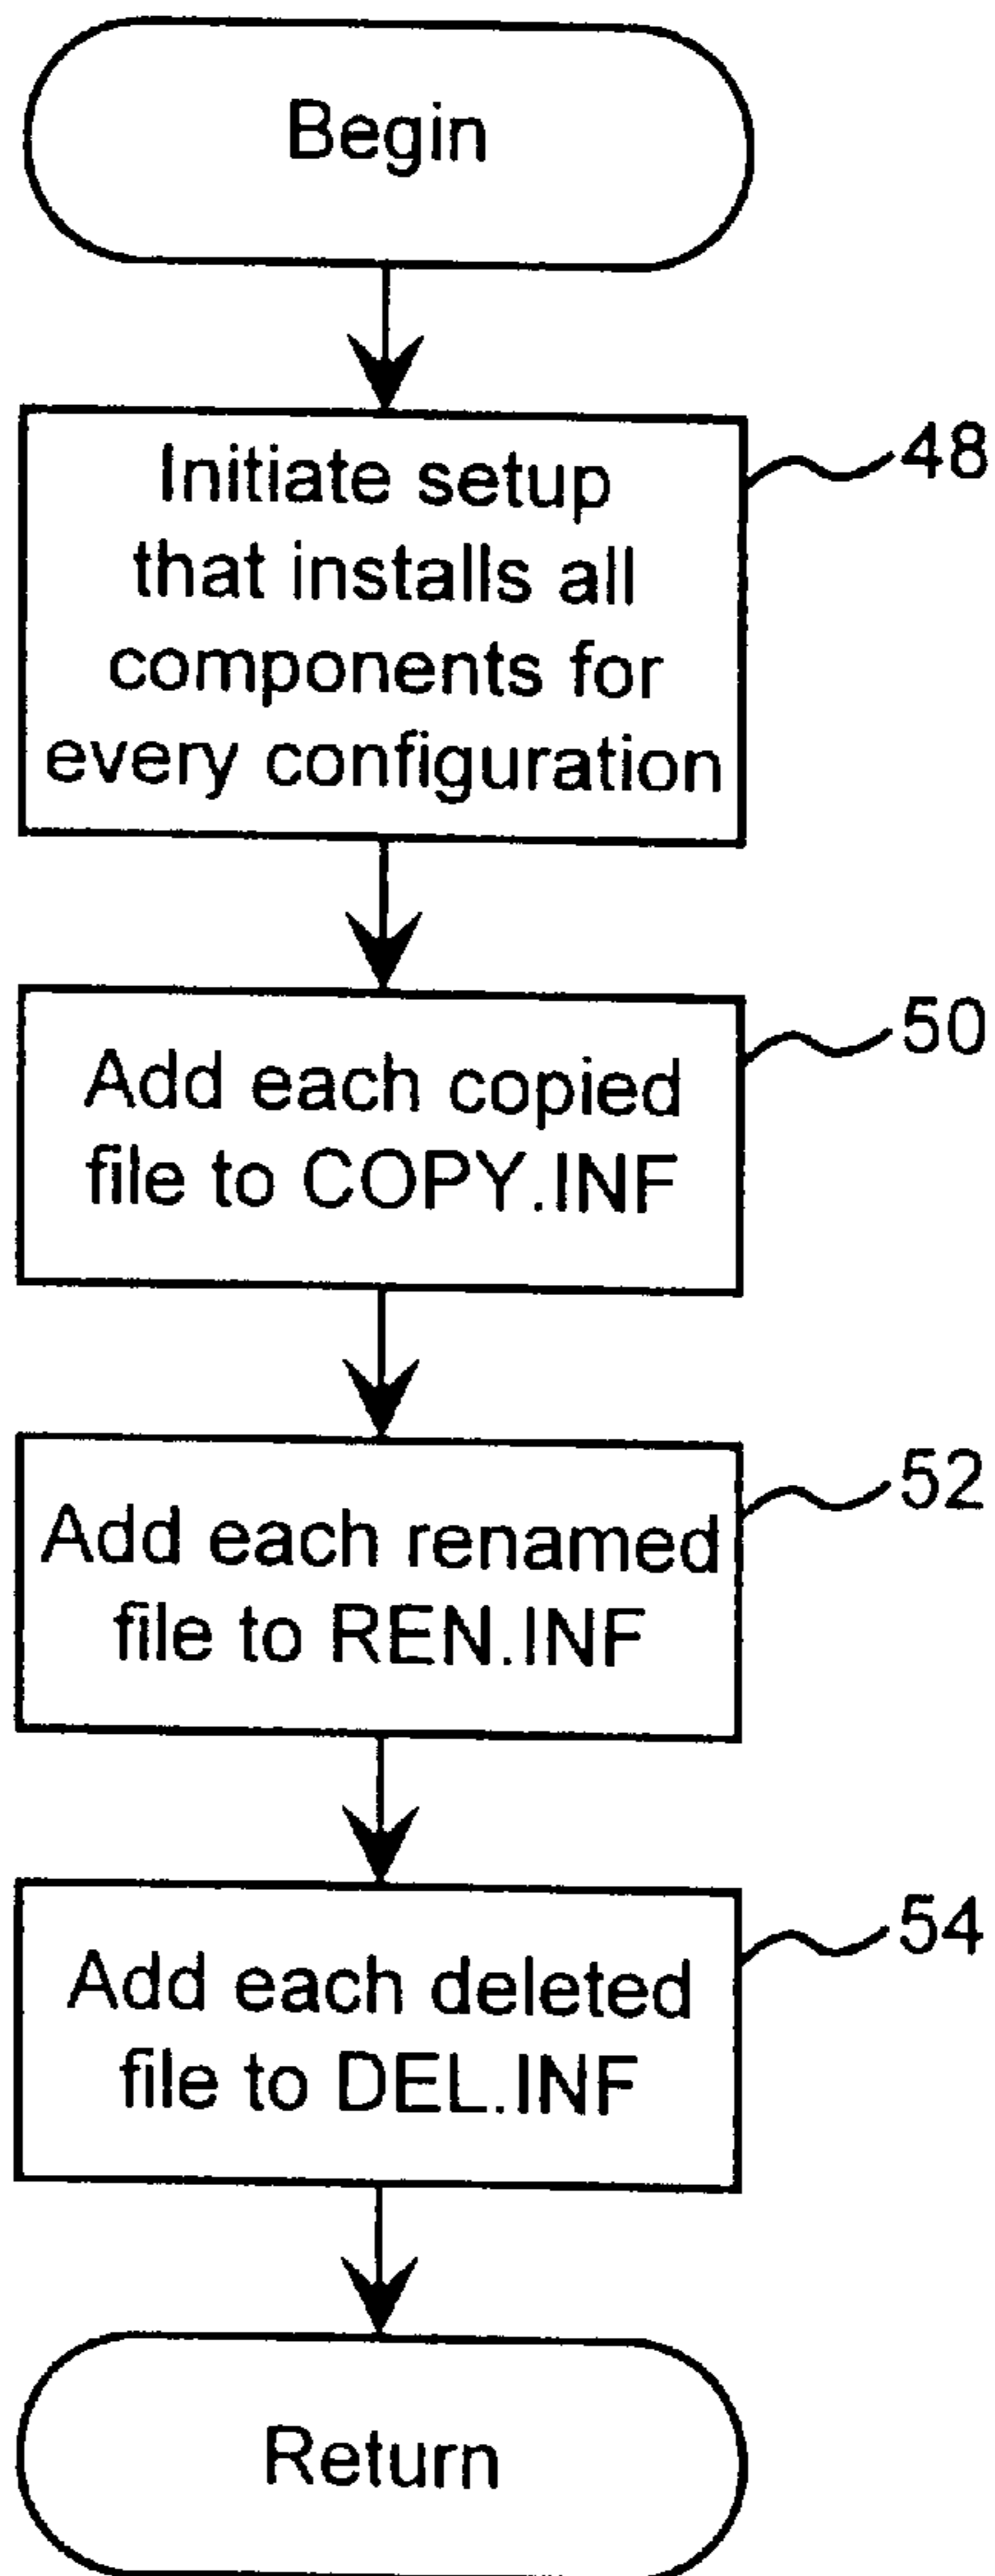 Begin
Initiate setup
that installs all
components for
every configuration
48
Add each copied
file to COPY.INF
50
Add each renamed
file to REN.INF
52
Add each deleted
file to DEL.INF
54
Return